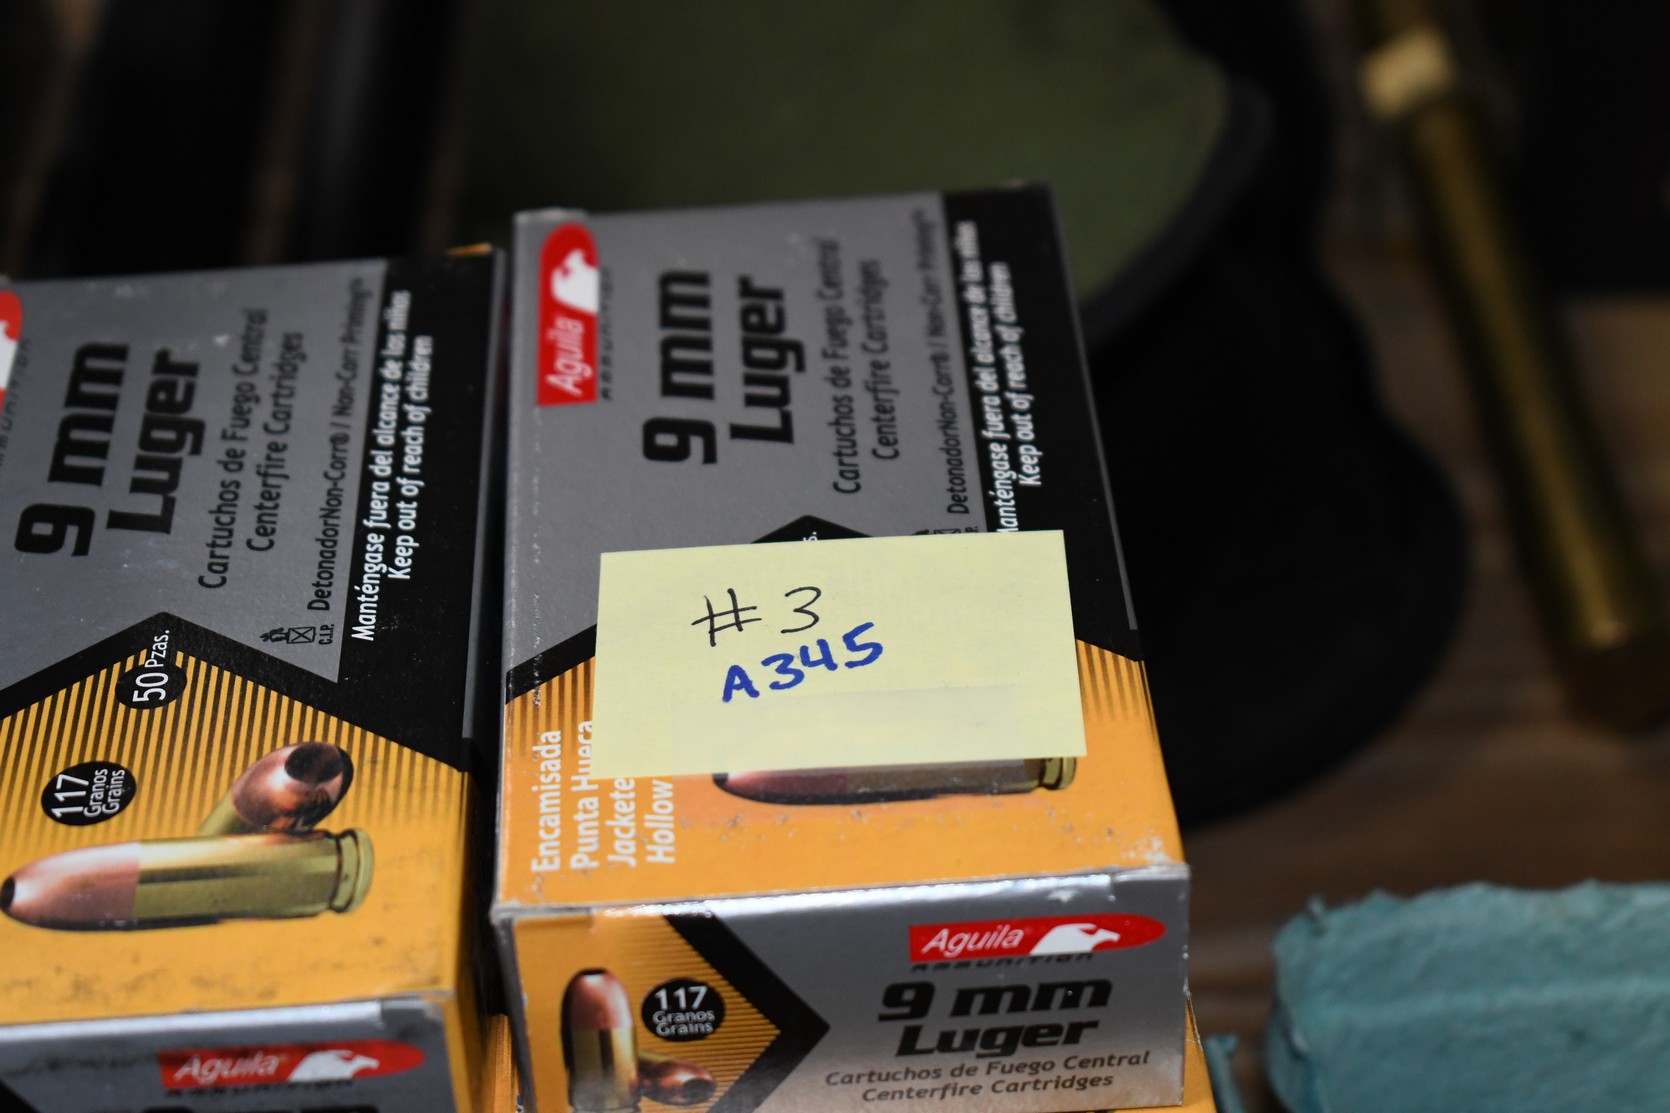 9 mm
Luger
Cartuchos de Fuego Central
Centerfire Cartridges
DetonadorNon-Corr® / Non-Corr Priming™
C.I.P.
Manténgase fuera del alcance de los niños
Keep out of reach of children
50 Pzas.
117
Granos
Grains
Aguila
Aguila
9 mm
Luger
Cartuchos de Fuego Central
Centerfire Cartridges
DetonadorNon-Corr® / Non-Corr Priming™
Manténgase fuera del alcance de los niños
Keep out of reach of children
#3
A345
Encamisada
Punta Hueca
Jackete
Hollow
Aguila
117
Granos
Grains
9 mm
Luger
Cartuchos de Fuego Central
Centerfire Cartridges